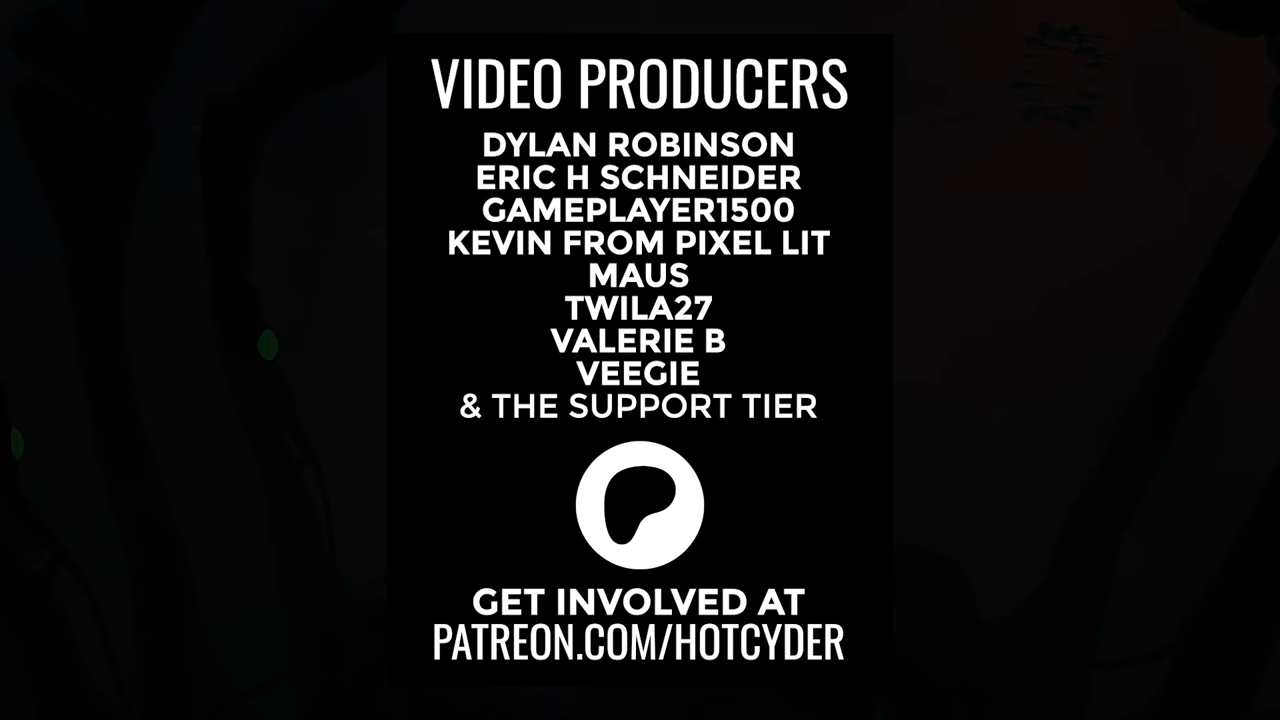 VIDEO PRODUCERS
DYLAN ROBINSON
ERIC H SCHNEIDER
GAMEPLAYER1500
KEVIN FROM PIXEL LIT
MAUS
TWILA27
VALERIE B
VEEGIE
& THE SUPPORT TIER
GET INVOLVED AT
PATREON.COM/HOTCYDER